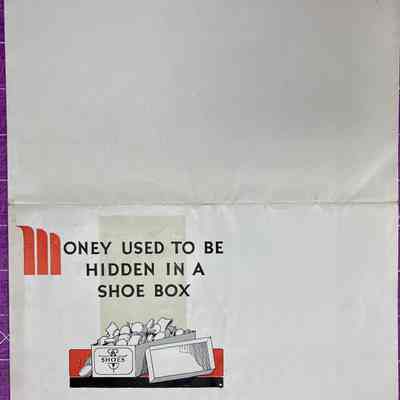 MONEY USED TO BE
HIDDEN IN A
SHOE BOX
SHOES